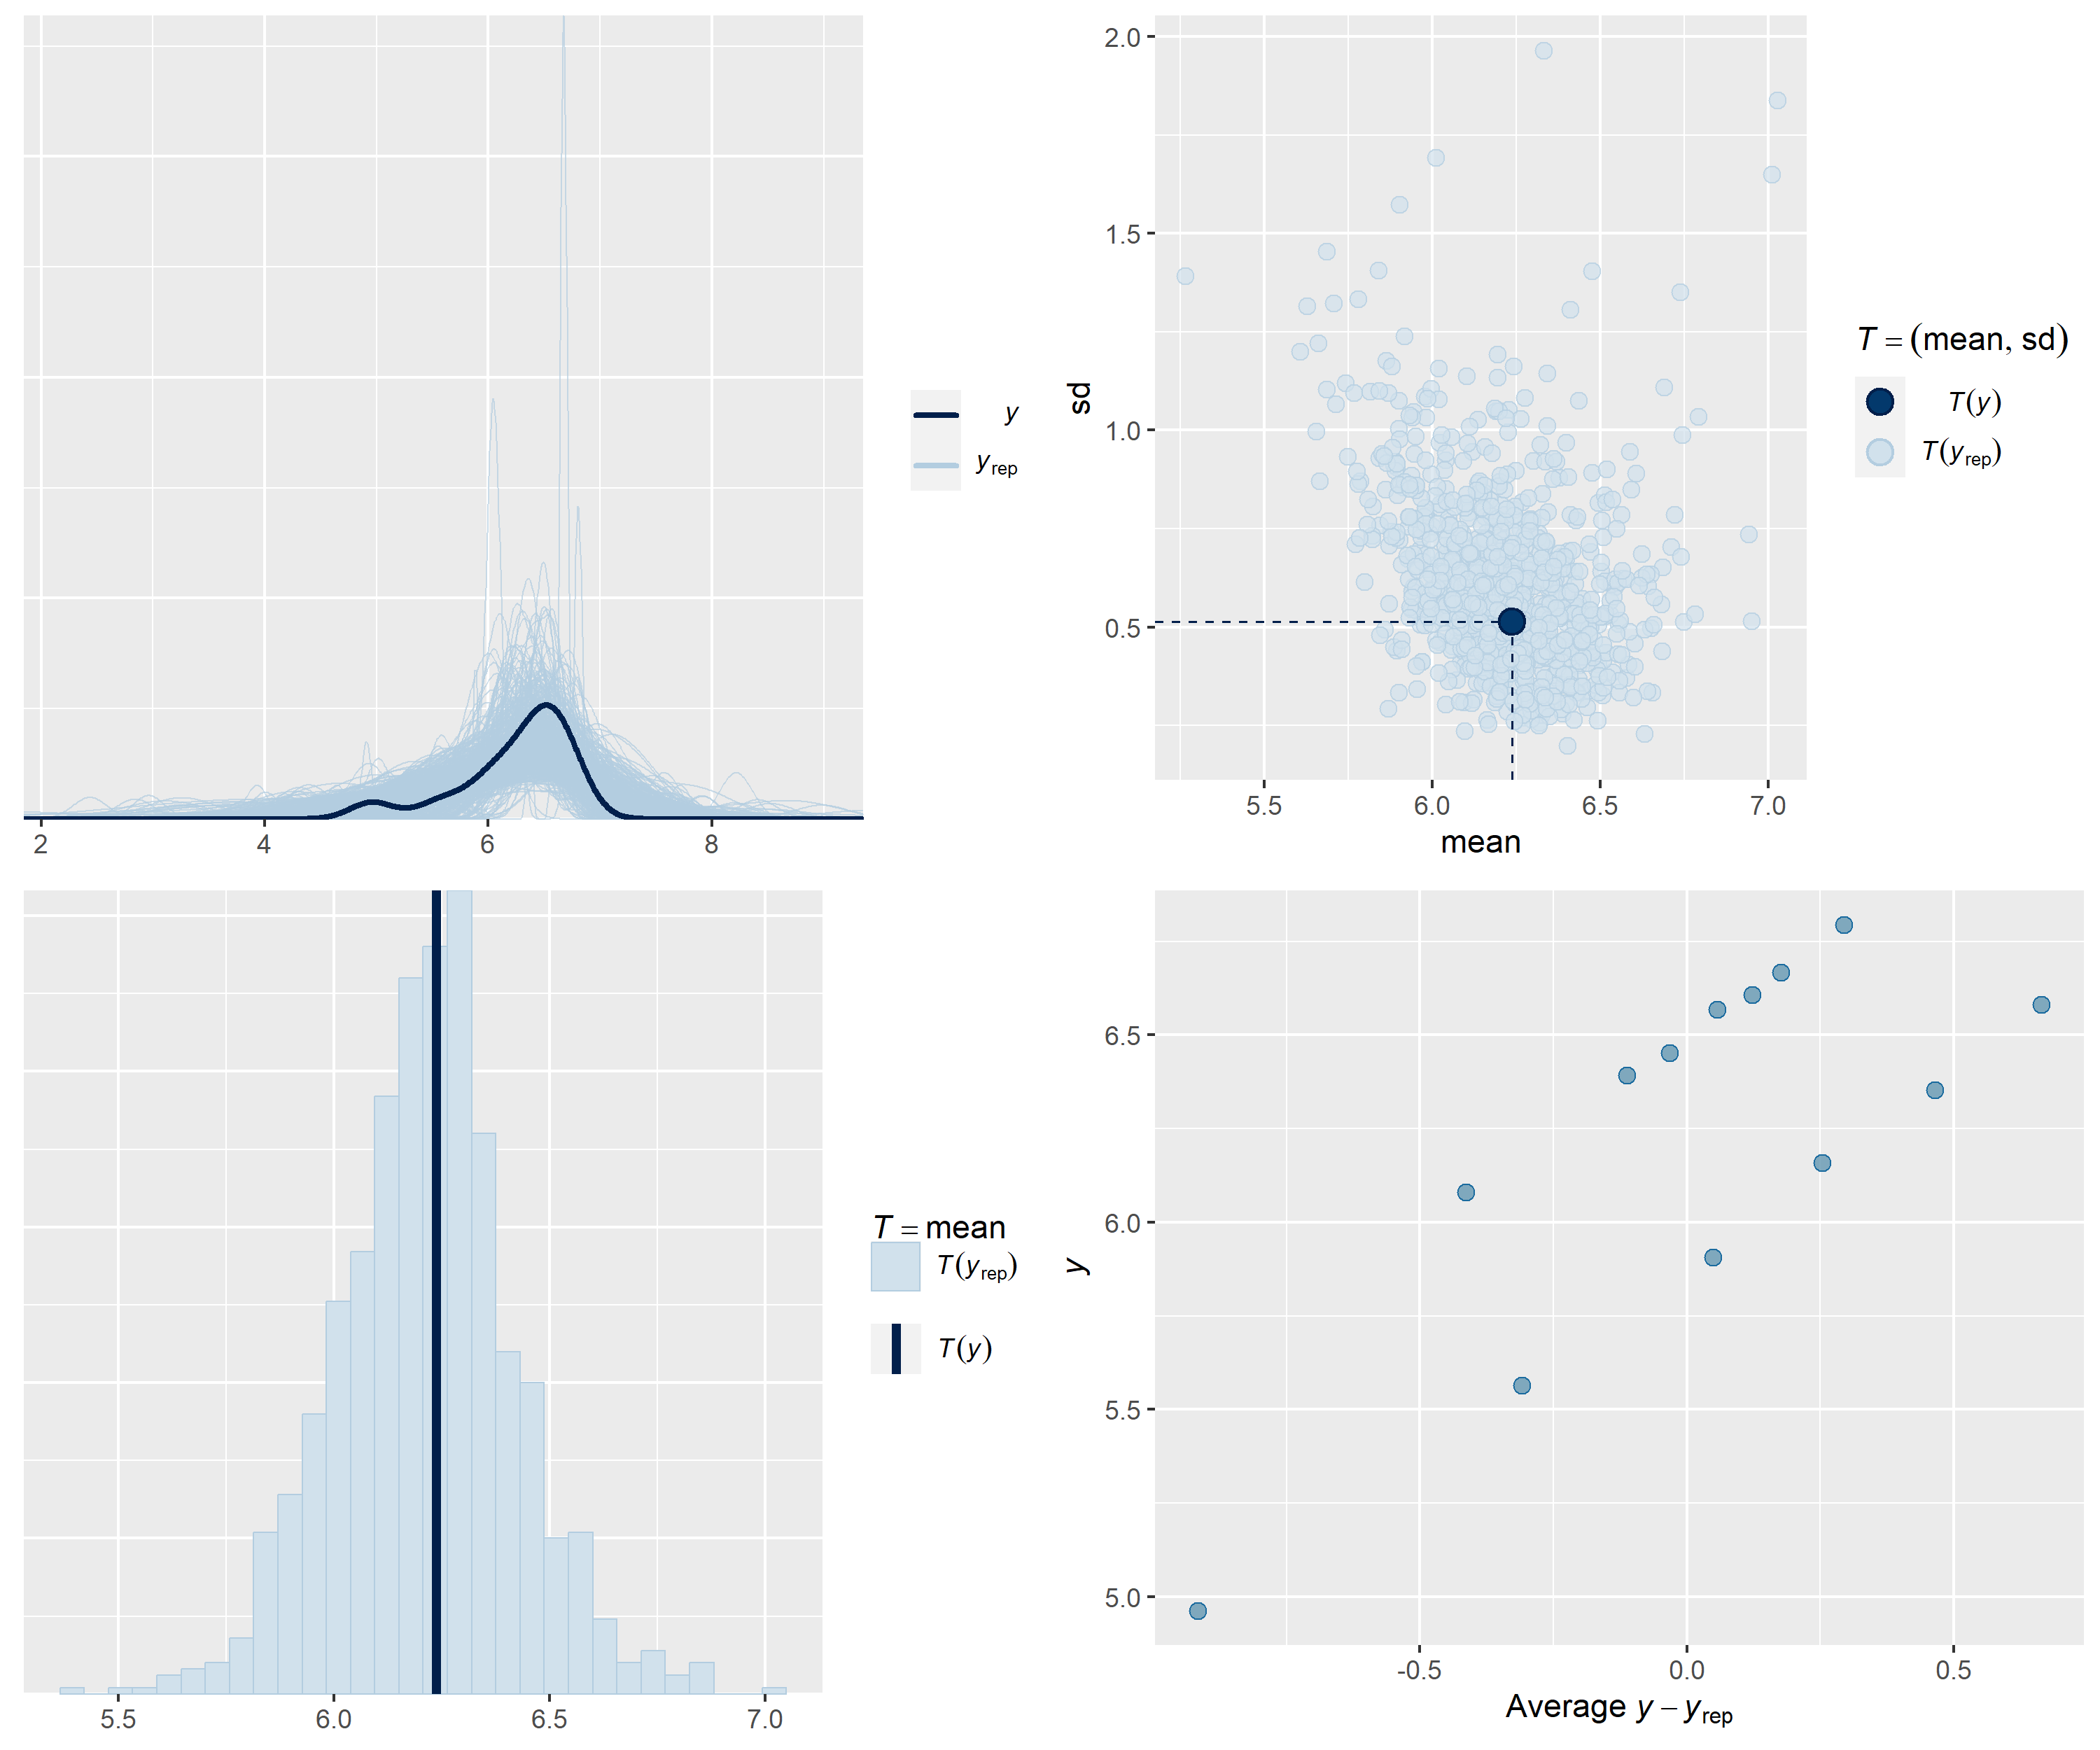 y
yrep
2 4 6 8
2.0
1.5
1.0
0.5
sd
5.5 6.0 6.5 7.0
mean
T = (mean, sd)
T(y)
T(yrep)
5.5 6.0 6.5 7.0
T = mean
T(yrep)
T(y)
6.5
6.0
5.5
5.0
y
-0.5 0.0 0.5
Average y − yrep